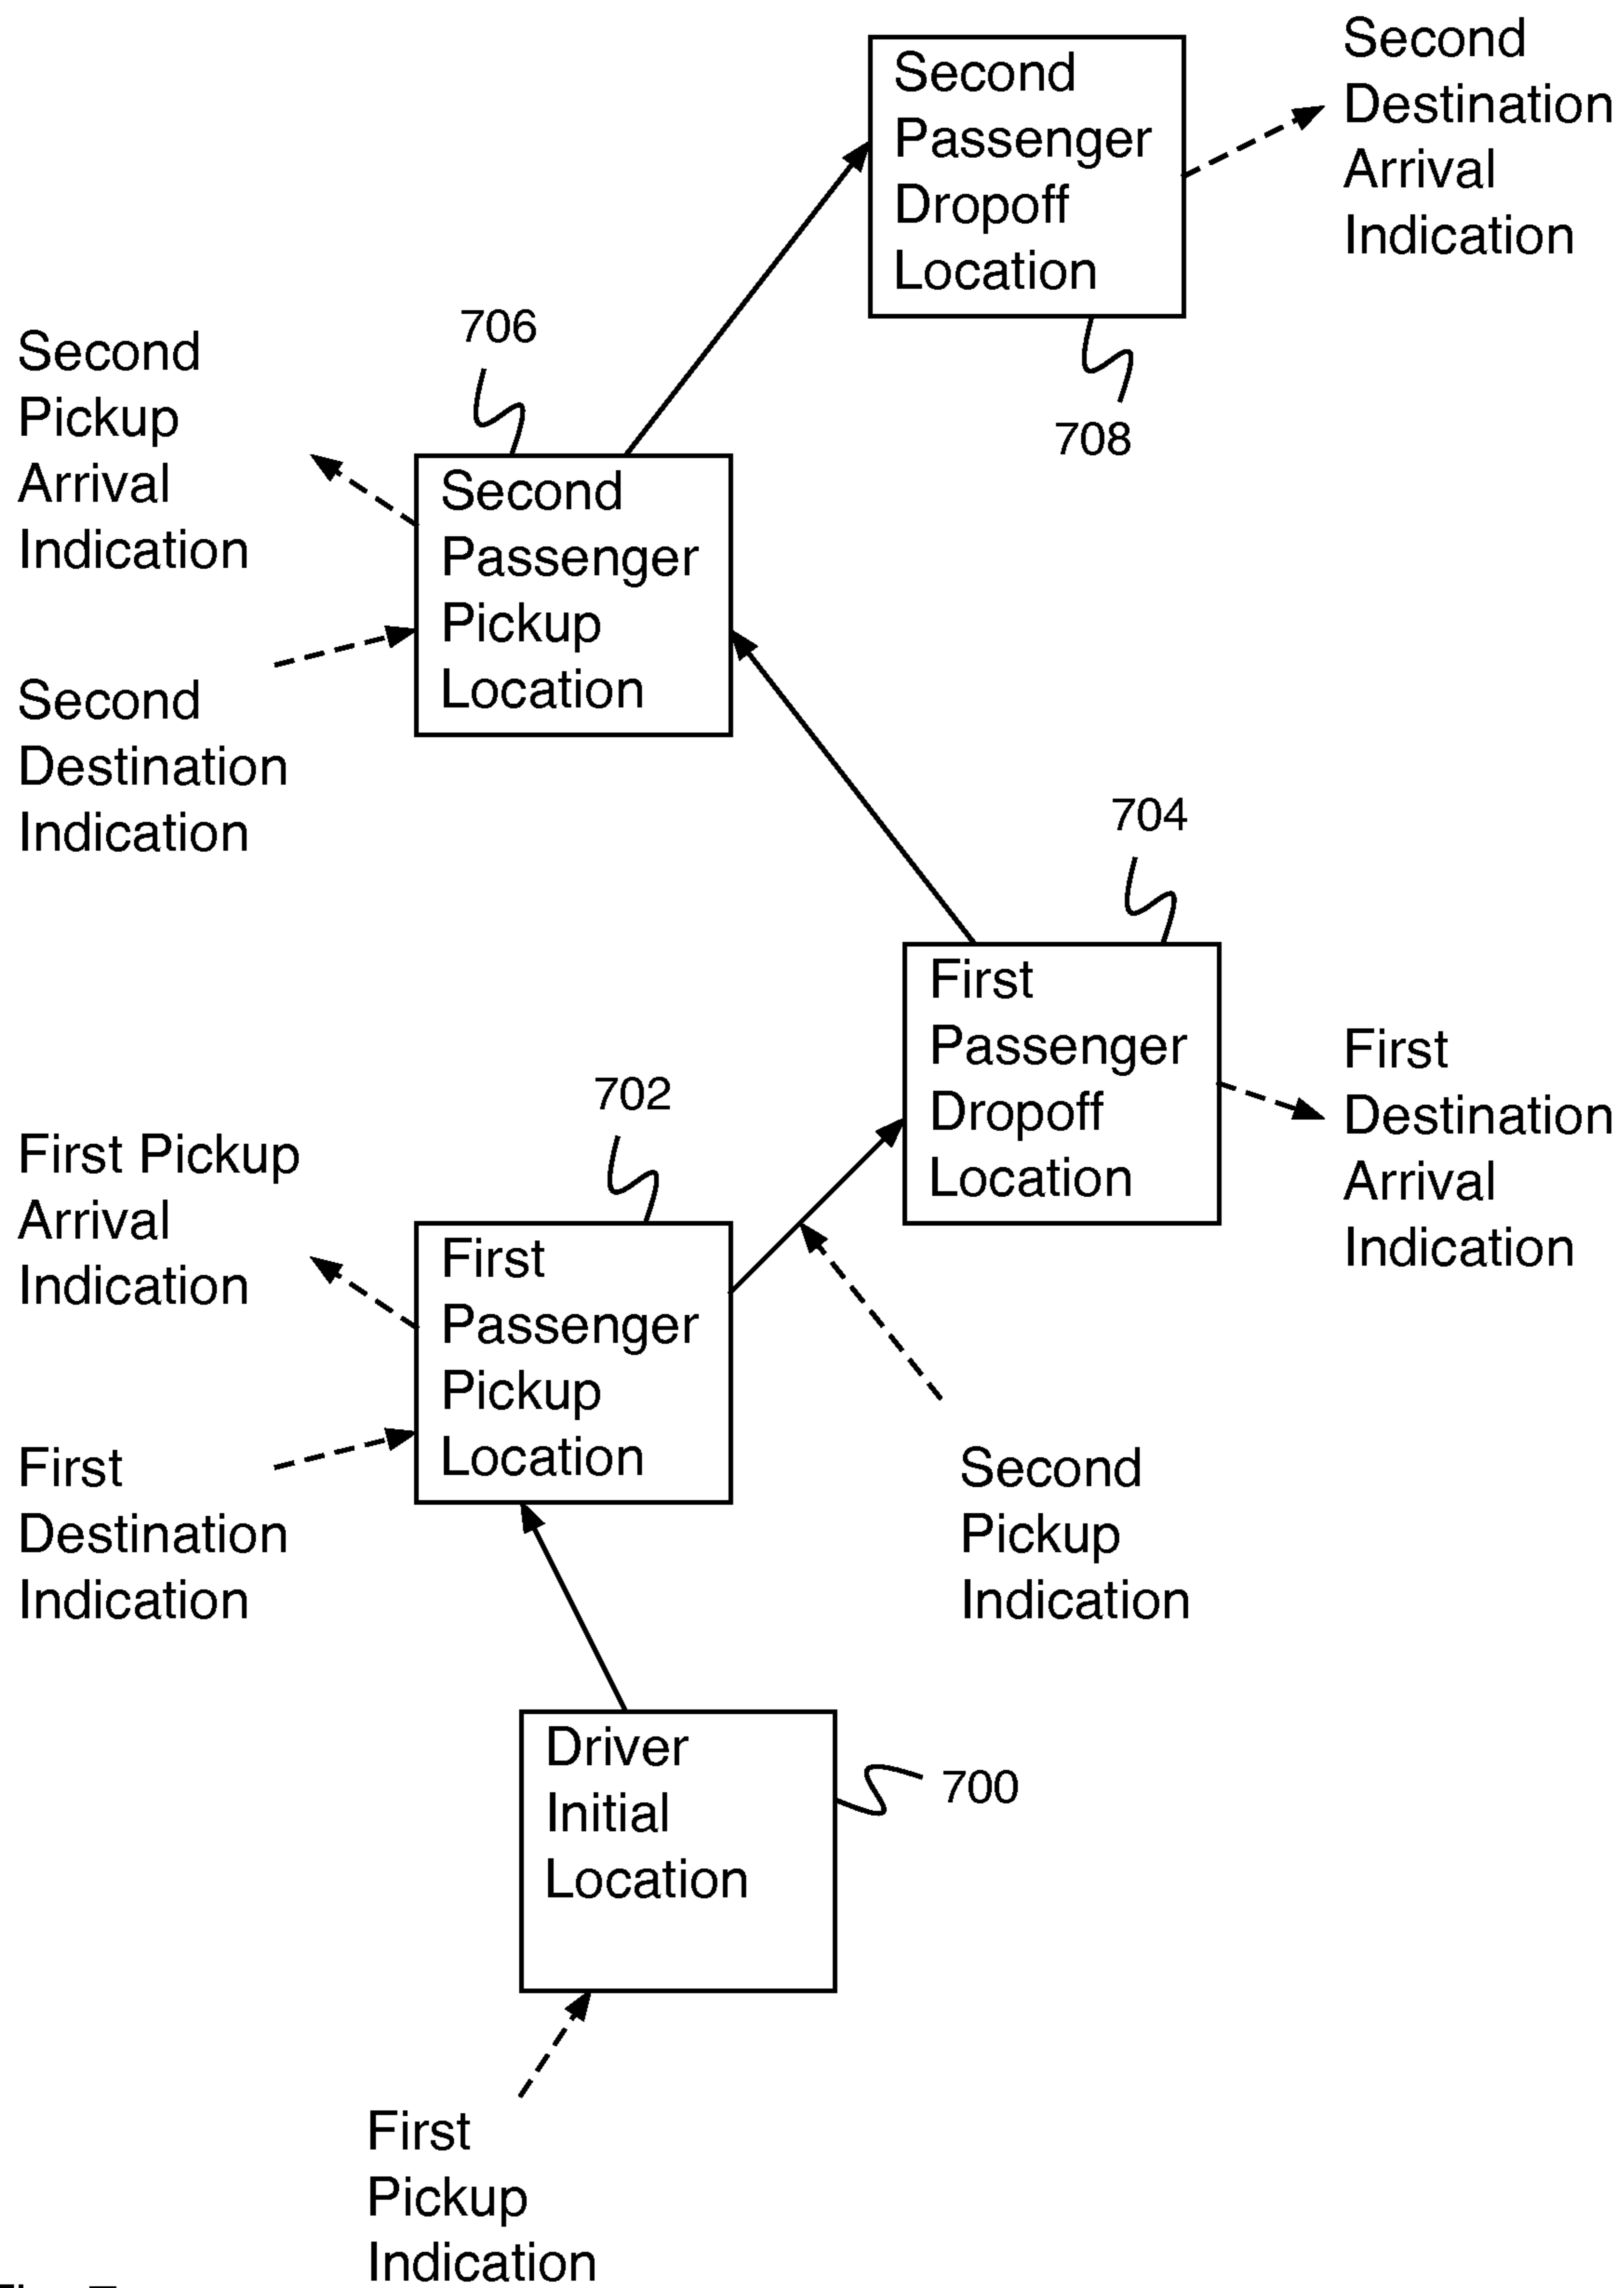 Second
Passenger
Dropoff
Location
Second
Destination
Arrival
Indication
708
706
Second
Pickup
Arrival
Indication
Second
Passenger
Pickup
Location
Second
Destination
Indication
704
First
Passenger
Dropoff
Location
First
Destination
Arrival
Indication
702
First Pickup
Arrival
Indication
First
Passenger
Pickup
Location
First
Destination
Indication
Second
Pickup
Indication
Driver
Initial
Location
700
First
Pickup
Indication